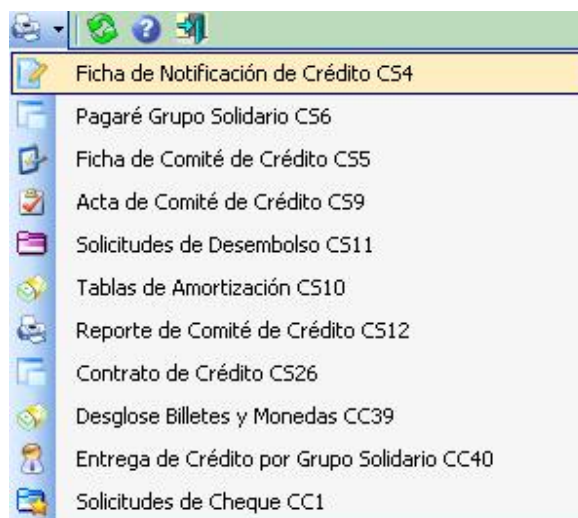 Ficha de Notificación de Crédito CS4
Pagaré Grupo Solidario CS6
Ficha de Comité de Crédito CS5
Acta de Comité de Crédito CS9
Solicitudes de Desembolso CS11
Tablas de Amortización CS10
Reporte de Comité de Crédito CS12
Contrato de Crédito CS26
Desglose Billetes y Monedas CC39
Entrega de Crédito por Grupo Solidario CC40
Solicitudes de Cheque CC1